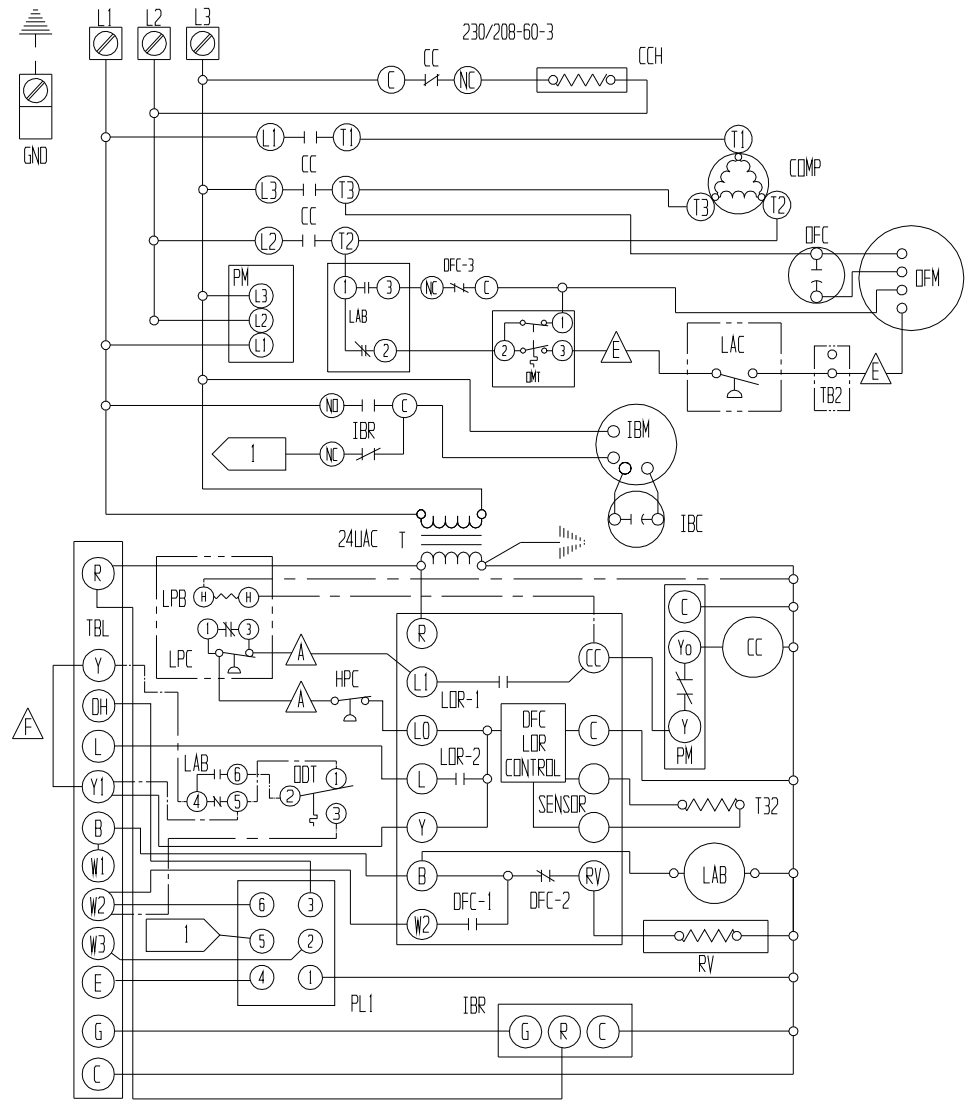 L1 L2 L3
230/208-60-3
GND
C CC NC CCH
L1 T1 T1
CC COMP
L3 T3 T3 T2
CC
L2 T2
DFC OFM
PM L3 L2 L1
LAB 1 3 2
NC DFC-3 C
1 2 3 OMT
E
LAC
TB2
E
NO C
IBR
1 NC
IBM
IBC
24VAC T
R
TBL
Y
DH
L
Y1
B
W1
W2
W3
E
G
C
F
LPB H H
1 3
LPC
A
A
HPC
LAB 6 4 5
ODT 1 2 3
R
CC
L1
LOR-1
LO
LOR-2
L
DFC
LOR
CONTROL
C
SENSOR
Y
B
DFC-1
DFC-2
RV
W2
C
Yo
Y
PM
CC
T32
LAB
RV
1
6 3
5 2
4 1
PL1
IBR
G R C